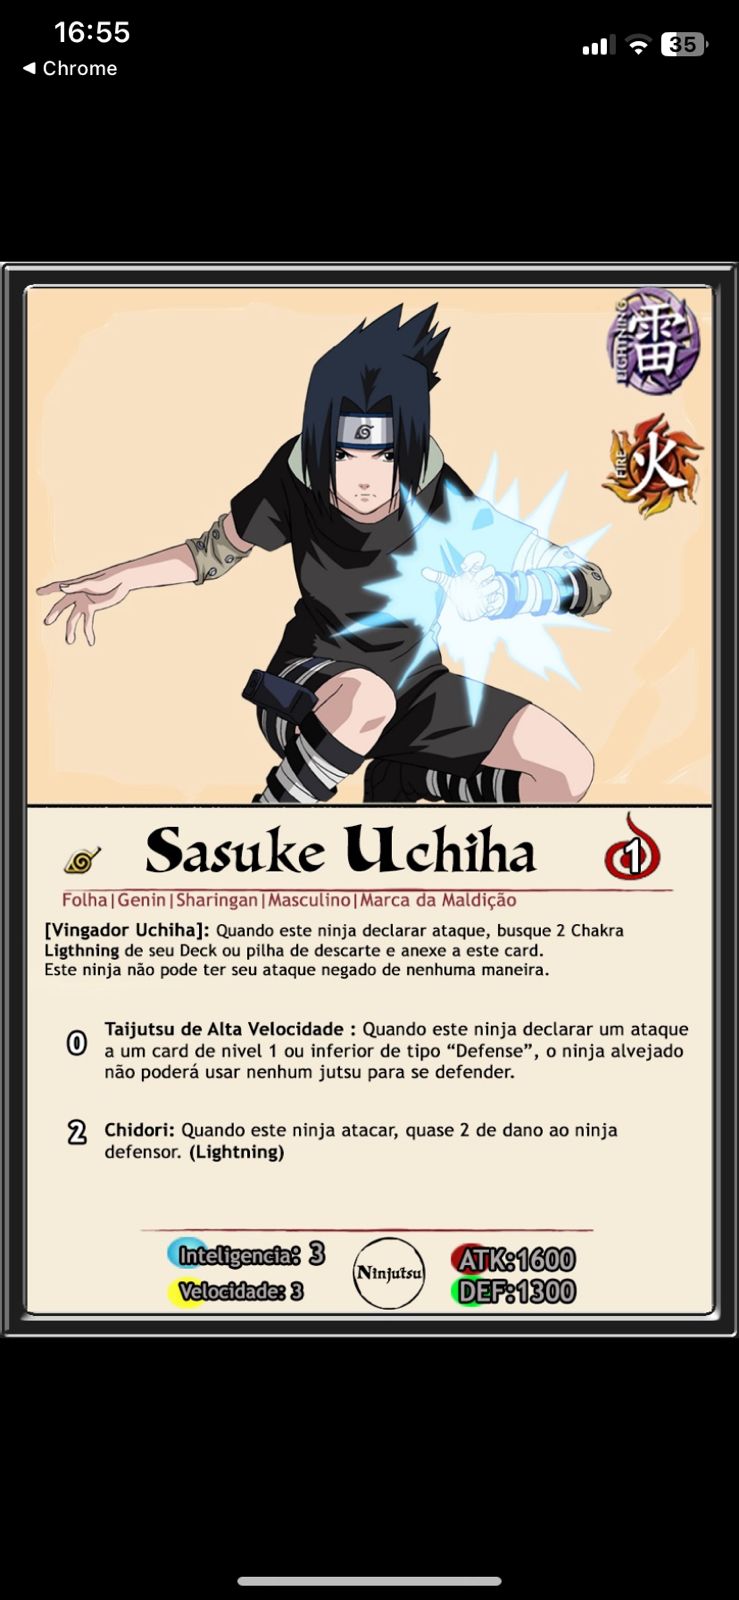 16:55
35
◀ Chrome
LIGHTNING
雷
FIRE
火
Sasuke Uchiha
1
Folha|Genin|Sharingan|Masculino|Marca da Maldição
[Vingador Uchiha]: Quando este ninja declarar ataque, busque 2 Chakra
Ligthning de seu Deck ou pilha de descarte e anexe a este card.
Este ninja não pode ter seu ataque negado de nenhuma maneira.
0
Taijutsu de Alta Velocidade : Quando este ninja declarar um ataque
a um card de nivel 1 ou inferior de tipo “Defense”, o ninja alvejado
não poderá usar nenhum jutsu para se defender.
2
Chidori: Quando este ninja atacar, quase 2 de dano ao ninja
defensor. (Lightning)
Inteligencia: 3
Velocidade: 3
Ninjutsu
ATK:1600
DEF:1300